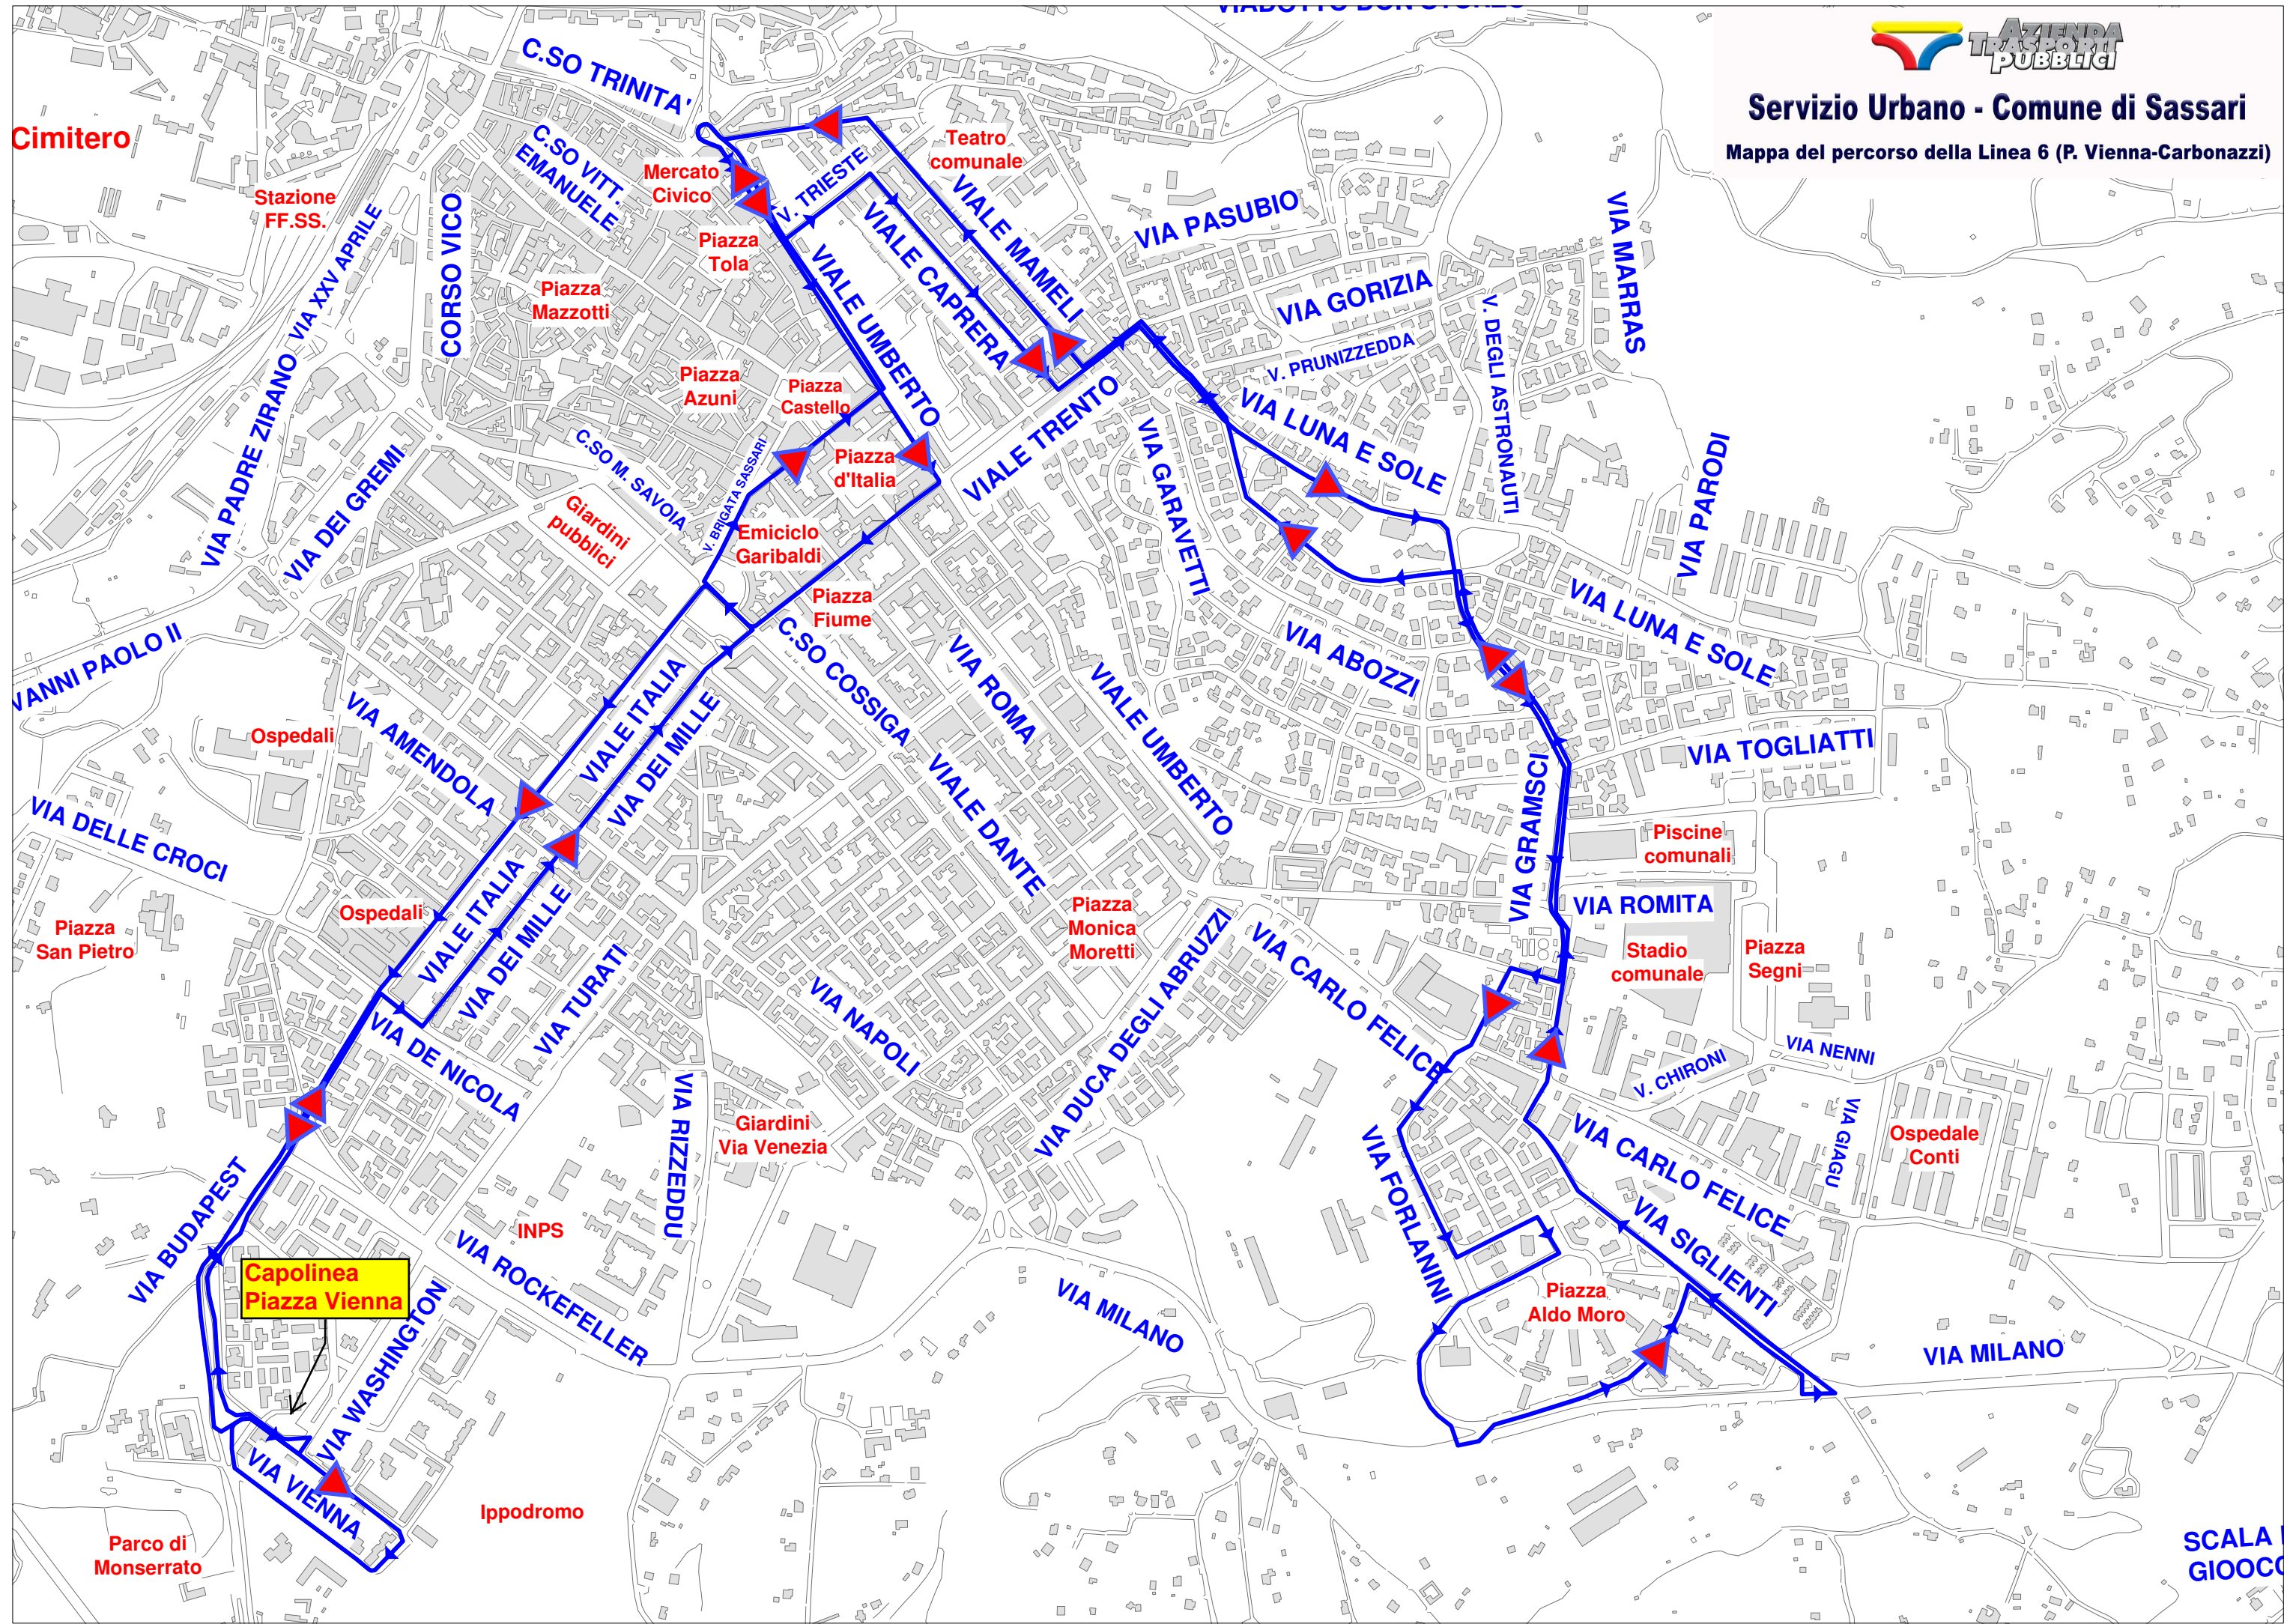 AZIENDA
TRASPORTI
PUBBLICI
Servizio Urbano - Comune di Sassari
Mappa del percorso della Linea 6 (P. Vienna-Carbonazzi)
C.SO TRINITA'
Cimitero
C.SO VITT.
EMANUELE
Mercato
Civico
V. TRIESTE
Teatro
comunale
Stazione
FF.SS.
CORSO VICO
VIA XXV APRILE
Piazza
Tola
VIALE UMBERTO
VIALE CAPRERA
VIALE MAMELI
VIA PASUBIO
VIA MARRAS
Piazza
Mazzotti
VIA GORIZIA
V. PRUNIZZEDDA
V. DEGLI ASTRONAUTI
Piazza
Azuni
Piazza
Castello
VIA PADRE ZIRANO
VIA DEI GREMI
C.SO M. SAVOIA
V. BRIGATA SASSARI
Piazza
d'Italia
VIALE TRENTO
VIA LUNA E SOLE
VIA GARAVETTI
VIA PARODI
Giardini
pubblici
Emiciclo
Garibaldi
Piazza
Fiume
VANNI PAOLO II
VIA LUNA E SOLE
VIA ABOZZI
C.SO COSSIGA
VIA ROMA
VIALE UMBERTO
Ospedali
VIA AMENDOLA
VIALE ITALIA
VIA DEI MILLE
VIALE DANTE
VIA TOGLIATTI
VIA GRAMSCI
VIA DELLE CROCI
Piscine
comunali
Ospedali
VIALE ITALIA
VIA DEI MILLE
VIA TURATI
Piazza
San Pietro
Piazza
Monica
Moretti
VIA ROMITA
Stadio
comunale
Piazza
Segni
VIA NAPOLI
VIA DUCA DEGLI ABRUZZI
VIA CARLO FELICE
VIA DE NICOLA
V. CHIRONI
VIA NENNI
VIA RIZZEDDU
Giardini
Via Venezia
VIA FORLANINI
VIA CARLO FELICE
VIA GIAGU
Ospedale
Conti
VIA BUDAPEST
INPS
VIA SIGLIENTI
VIA ROCKEFELLER
Capolinea
Piazza Vienna
VIA WASHINGTON
VIA MILANO
Piazza
Aldo Moro
VIA MILANO
VIA VIENNA
Ippodromo
Parco di
Monserrato
SCALA